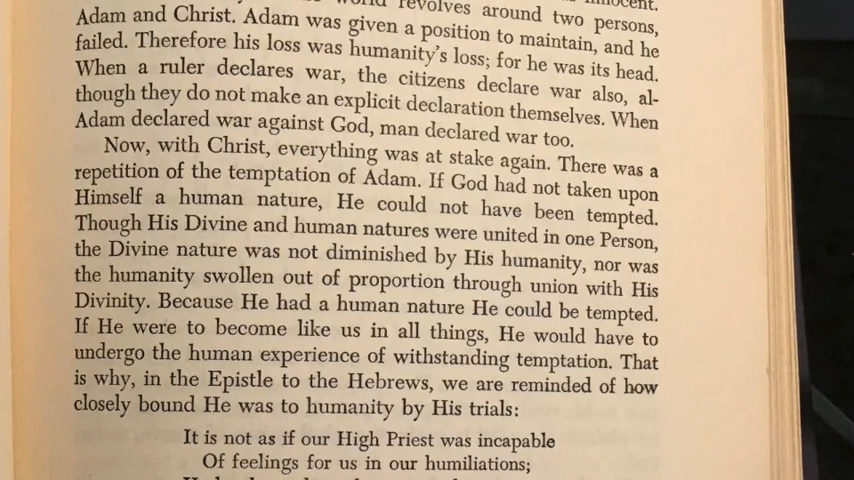 world revolves around two persons,
Adam and Christ. Adam was given a position to maintain, and he
failed. Therefore his loss was humanity's loss; for he was its head.
When a ruler declares war, the citizens declare war also, al-
though they do not make an explicit declaration themselves. When
Adam declared war against God, man declared war too.
Now, with Christ, everything was at stake again. There was a
repetition of the temptation of Adam. If God had not taken upon
Himself a human nature, He could not have been tempted.
Though His Divine and human natures were united in one Person,
the Divine nature was not diminished by His humanity, nor was
the humanity swollen out of proportion through union with His
Divinity. Because He had a human nature He could be tempted.
If He were to become like us in all things, He would have to
undergo the human experience of withstanding temptation. That
is why, in the Epistle to the Hebrews, we are reminded of how
closely bound He was to humanity by His trials:
It is not as if our High Priest was incapable
Of feelings for us in our humiliations;